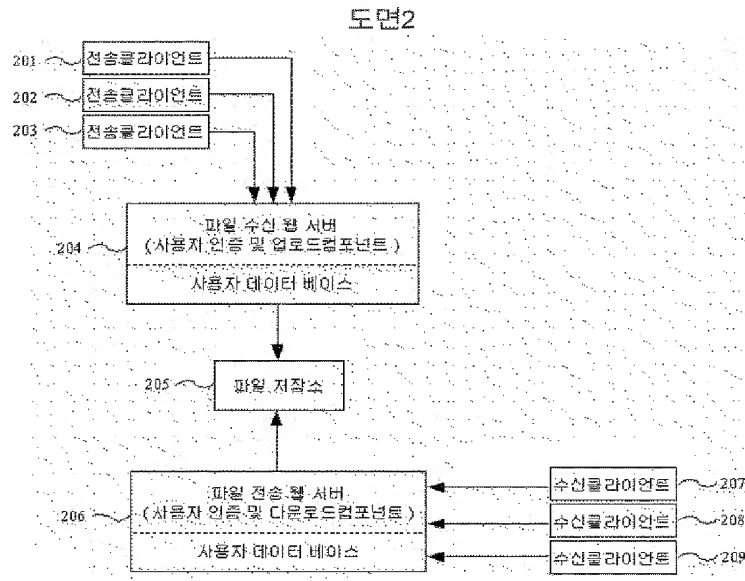 도면2
201 전송클라이언트
202 전송클라이언트
203 전송클라이언트
204 파일 수신 웹 서버
( 사용자 인증 및 업로드컴포넌트 )
사용자 데이터 베이스
205 파일 저장소
206 파일 전송 웹 서버
( 사용자 인증 및 다운로드컴포넌트 )
사용자 데이터 베이스
수신클라이언트 207
수신클라이언트 208
수신클라이언트 209